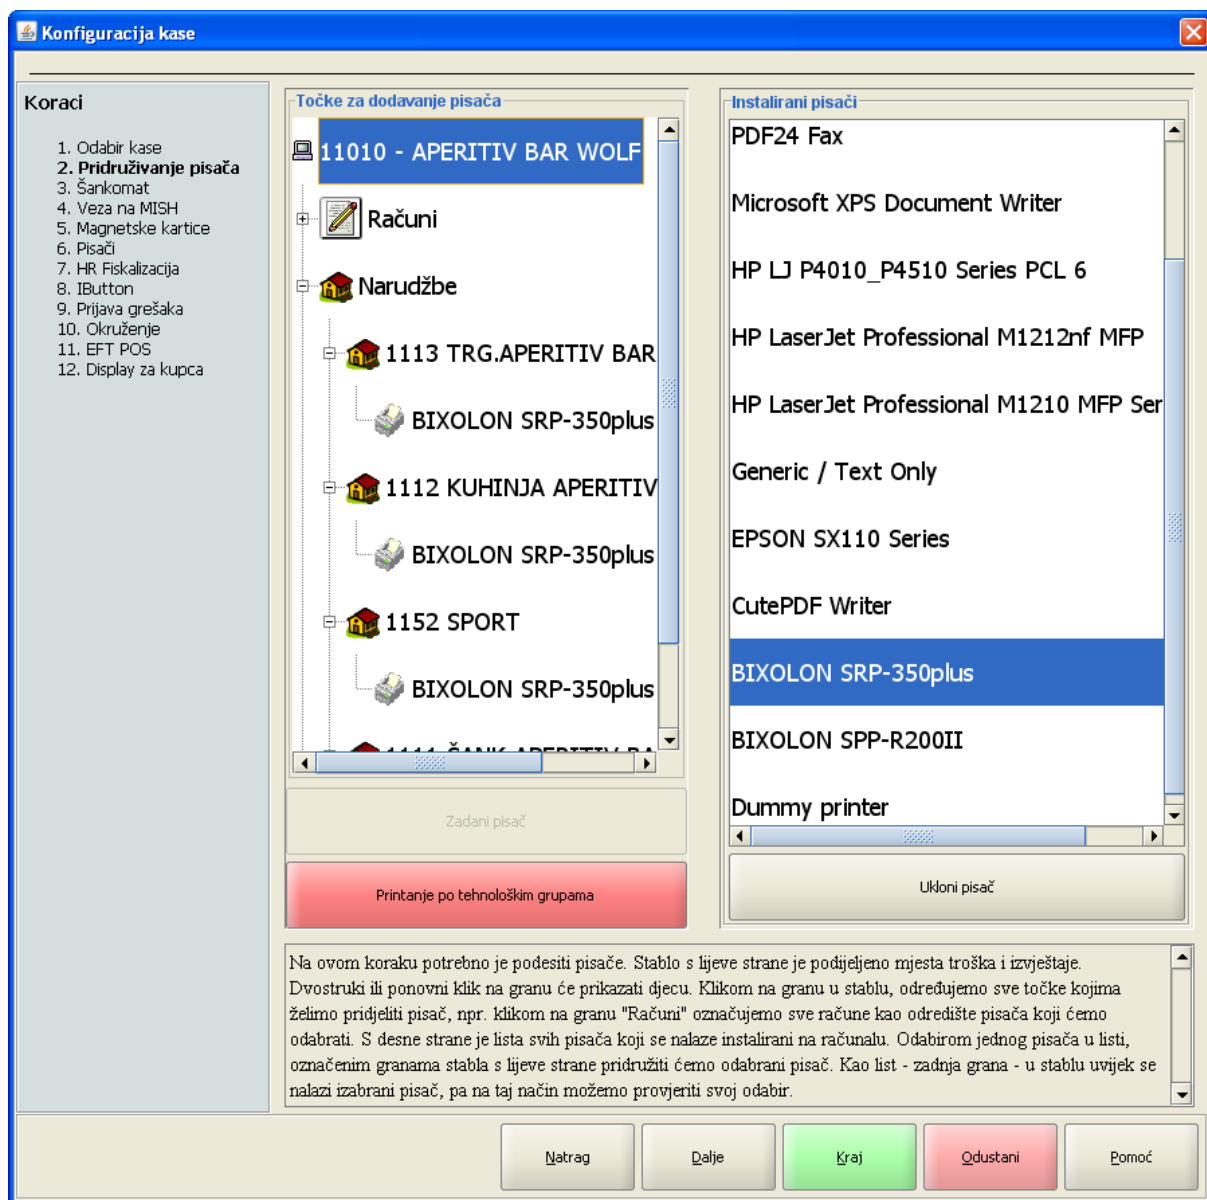 Konfiguracija kase
Koraci
1. Odabir kase
2. Pridruživanje pisača
3. Šankomat
4. Veza na MISH
5. Magnetske kartice
6. Pisači
7. HR Fiskalizacija
8. IButton
9. Prijava grešaka
10. Okruženje
11. EFT POS
12. Display za kupca
Točke za dodavanje pisača
11010 - APERITIV BAR WOLF
Računi
Narudžbe
1113 TRG.APERITIV BAR
BIXOLON SRP-350plus
1112 KUHINJA APERITIV
BIXOLON SRP-350plus
1152 SPORT
BIXOLON SRP-350plus
1111 ŠANK APERITIV BA
Zadani pisač
Printanje po tehnološkim grupama
Instalirani pisači
PDF24 Fax
Microsoft XPS Document Writer
HP LJ P4010_P4510 Series PCL 6
HP LaserJet Professional M1212nf MFP
HP LaserJet Professional M1210 MFP Ser
Generic / Text Only
EPSON SX110 Series
CutePDF Writer
BIXOLON SRP-350plus
BIXOLON SPP-R200II
Dummy printer
Ukloni pisač
Na ovom koraku potrebno je podesiti pisače. Stablo s lijeve strane je podijeljeno mjesta troška i izvještaje.
Dvostruki ili ponovni klik na granu će prikazati djecu. Klikom na granu u stablu, određujemo sve točke kojima
želimo pridjeliti pisač, npr. klikom na granu "Računi" označujemo sve račune kao odredište pisača koji ćemo
odabrati. S desne strane je lista svih pisača koji se nalaze instalirani na računalu. Odabirom jednog pisača u listi,
označenim granama stabla s lijeve strane pridružiti ćemo odabrani pisač. Kao list - zadnja grana - u stablu uvijek se
nalazi izabrani pisač, pa na taj način možemo provjeriti svoj odabir.
Natrag
Dalje
Kraj
Odustani
Pomoć